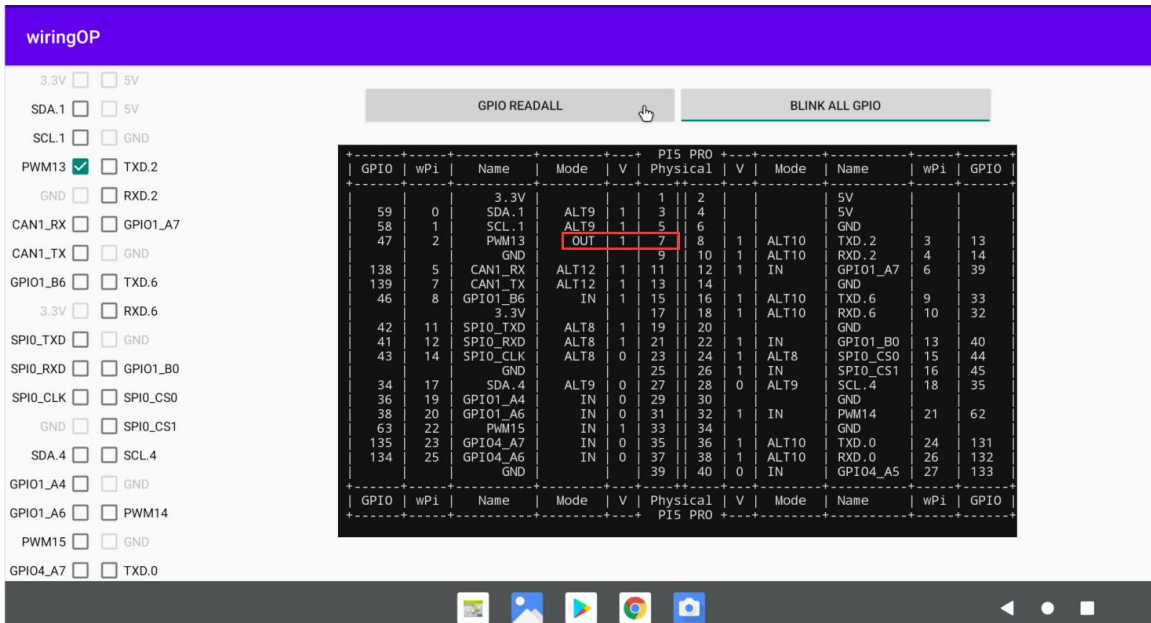 wiringOP
3.3V 5V
SDA.1 5V
SCL.1 GND
PWM13 TXD.2
GND RXD.2
CAN1_RX GPIO1_A7
CAN1_TX GND
GPIO1_B6 TXD.6
3.3V RXD.6
SPI0_TXD GND
SPI0_RXD GPIO1_B0
SPI0_CLK SPI0_CS0
GND SPI0_CS1
SDA.4 SCL.4
GPIO1_A4 GND
GPIO1_A6 PWM14
PWM15 GND
GPIO4_A7 TXD.0
GPIO READALL BLINK ALL GPIO
+------+-----+----------+--------+---+ PI5 PRO +---+--------+----------+-----+------+
| GPIO | wPi | Name | Mode | V | Physical | V | Mode | Name | wPi | GPIO |
+------+-----+----------+--------+---+----++----+---+--------+----------+-----+------+
| | | 3.3V | | | 1 || 2 | | | 5V | | |
| 59 | 0 | SDA.1 | ALT9 | 1 | 3 || 4 | | | 5V | | |
| 58 | 1 | SCL.1 | ALT9 | 1 | 5 || 6 | | | GND | | |
| 47 | 2 | PWM13 | OUT | 1 | 7 || 8 | 1 | ALT10 | TXD.2 | 3 | 13 |
| | | GND | | | 9 || 10 | 1 | ALT10 | RXD.2 | 4 | 14 |
| 138 | 5 | CAN1_RX | ALT12 | 1 | 11 || 12 | 1 | IN | GPIO1_A7 | 6 | 39 |
| 139 | 7 | CAN1_TX | ALT12 | 1 | 13 || 14 | | | GND | | |
| 46 | 8 | GPIO1_B6 | IN | 1 | 15 || 16 | 1 | ALT10 | TXD.6 | 9 | 33 |
| | | 3.3V | | | 17 || 18 | 1 | ALT10 | RXD.6 | 10 | 32 |
| 42 | 11 | SPI0_TXD | ALT8 | 1 | 19 || 20 | | | GND | | |
| 41 | 12 | SPI0_RXD | ALT8 | 1 | 21 || 22 | 1 | IN | GPIO1_B0 | 13 | 40 |
| 43 | 14 | SPI0_CLK | ALT8 | 0 | 23 || 24 | 1 | ALT8 | SPI0_CS0 | 15 | 44 |
| | | GND | | | 25 || 26 | 1 | IN | SPI0_CS1 | 16 | 45 |
| 34 | 17 | SDA.4 | ALT9 | 0 | 27 || 28 | 0 | ALT9 | SCL.4 | 18 | 35 |
| 36 | 19 | GPIO1_A4 | IN | 0 | 29 || 30 | | | GND | | |
| 38 | 20 | GPIO1_A6 | IN | 0 | 31 || 32 | 1 | IN | PWM14 | 21 | 62 |
| 63 | 22 | PWM15 | IN | 1 | 33 || 34 | | | GND | | |
| 135 | 23 | GPIO4_A7 | IN | 0 | 35 || 36 | 1 | ALT10 | TXD.0 | 24 | 131 |
| 134 | 25 | GPIO4_A6 | IN | 0 | 37 || 38 | 1 | ALT10 | RXD.0 | 26 | 132 |
| | | GND | | | 39 || 40 | 0 | IN | GPIO4_A5 | 27 | 133 |
+------+-----+----------+--------+---+----++----+---+--------+----------+-----+------+
| GPIO | wPi | Name | Mode | V | Physical | V | Mode | Name | wPi | GPIO |
+------+-----+----------+--------+---+ PI5 PRO +---+--------+----------+-----+------+